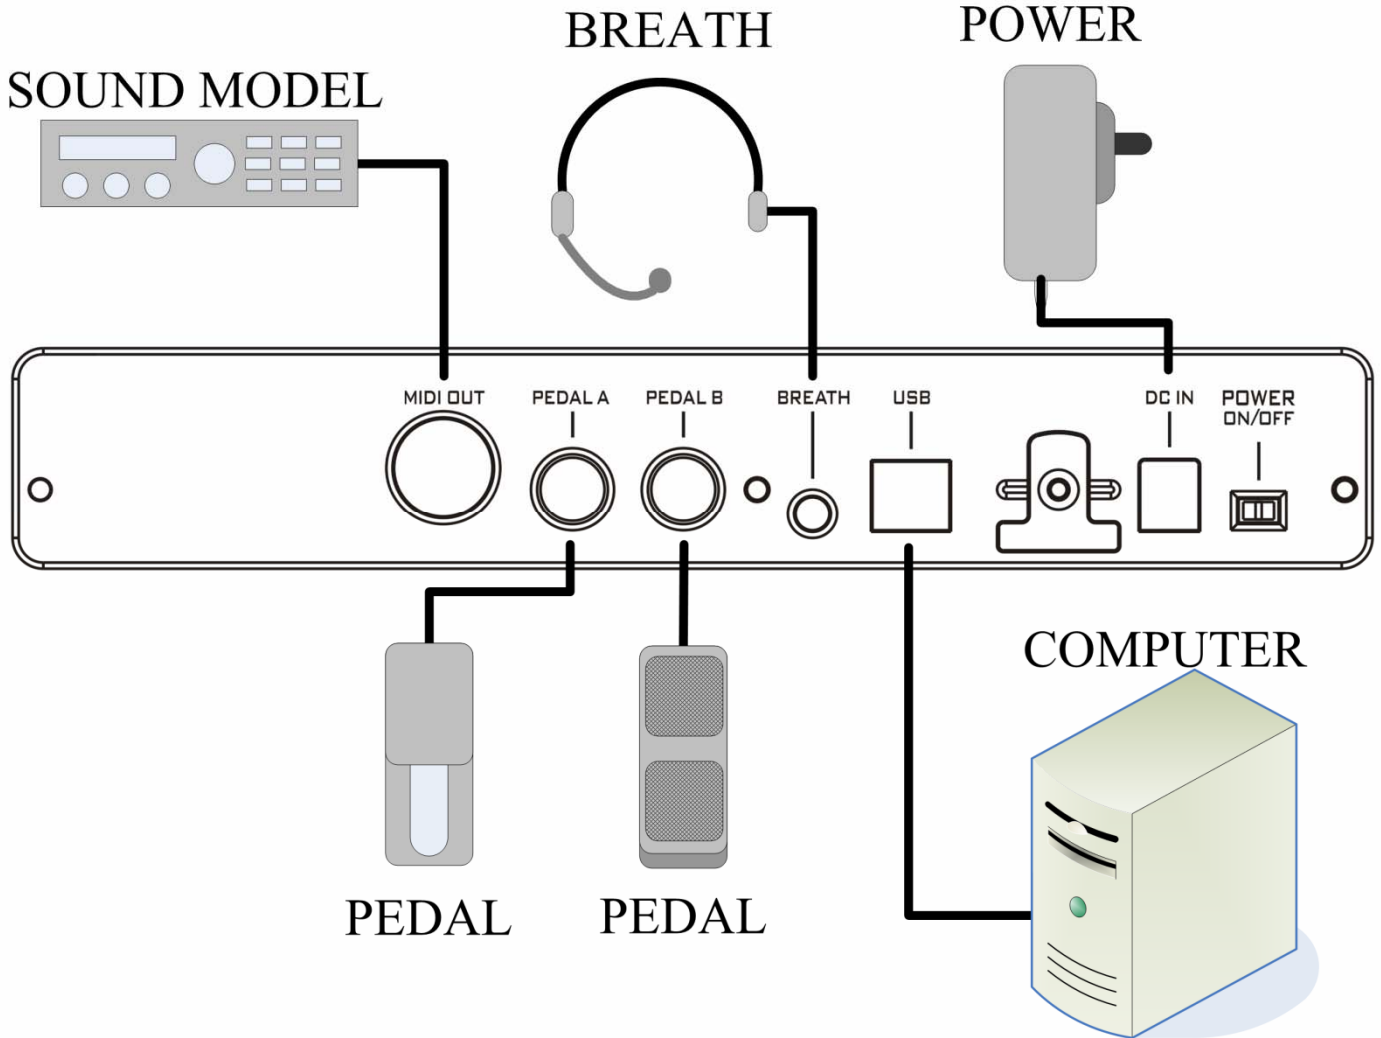 BREATH
POWER
SOUND MODEL
MIDI OUT
PEDAL A
PEDAL B
BREATH
USB
DC IN
POWER
ON/OFF
COMPUTER
PEDAL
PEDAL